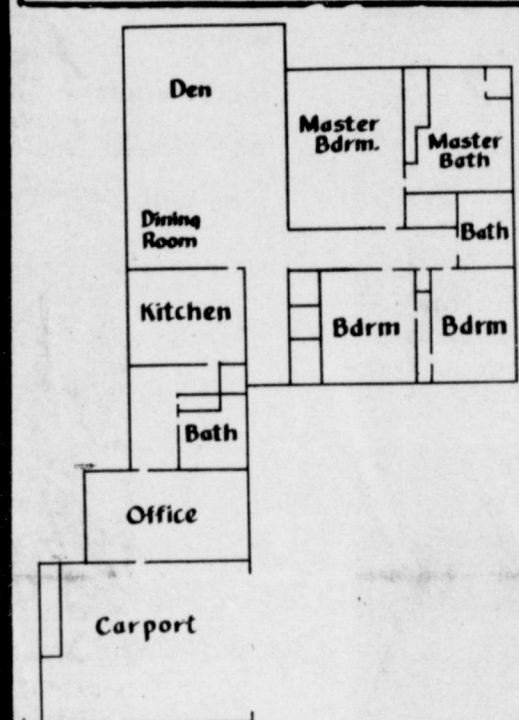 Den
Master
Bdrm.
Master
Bath
Dining
Room
Bath
Kitchen
Bdrm
Bdrm
Bath
Office
Carport